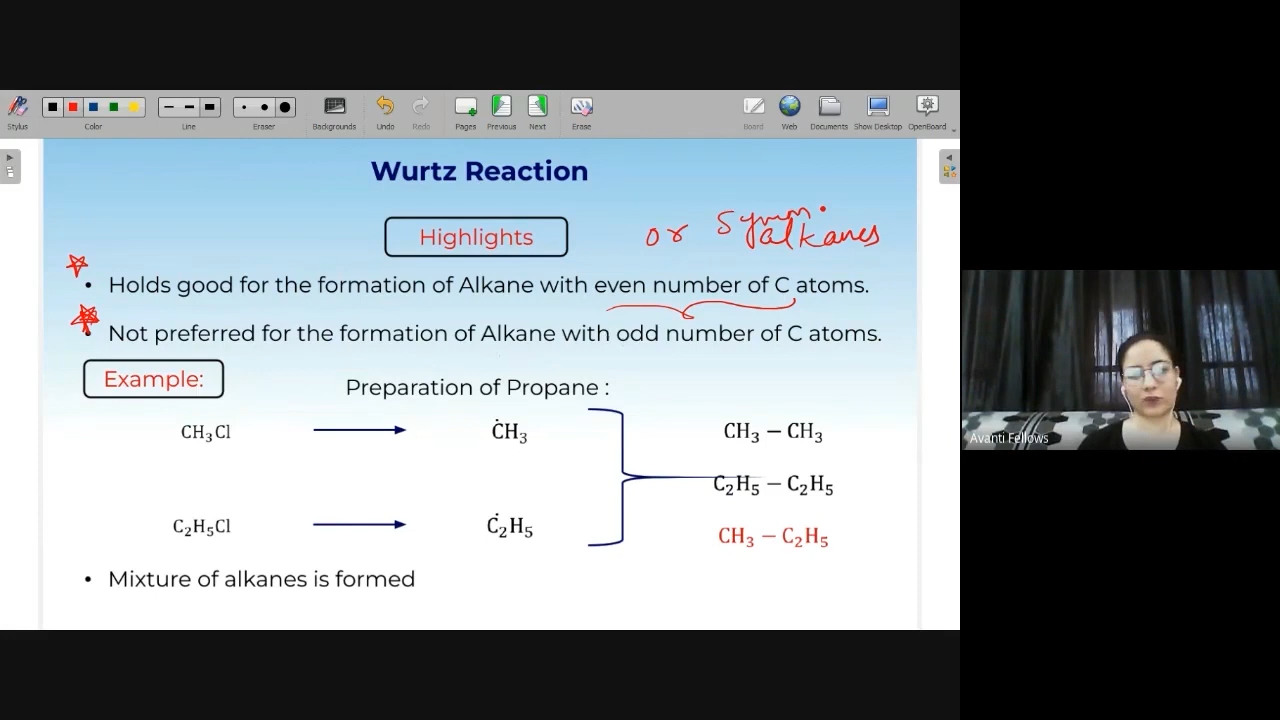 Stylus
Color
Line
Eraser
Backgrounds
Undo
Redo
Pages
Previous
Next
Erase
Board
Web
Documents
Show Desktop
OpenBoard
Wurtz Reaction
Highlights
or symm. alkanes
• Holds good for the formation of Alkane with even number of C atoms.
• Not preferred for the formation of Alkane with odd number of C atoms.
Example:
Preparation of Propane :
CH₃Cl
ĊH₃
CH₃ – CH₃
C₂H₅ – C₂H₅
C₂H₅Cl
Ċ₂H₅
CH₃ – C₂H₅
• Mixture of alkanes is formed
Avanti Fellows